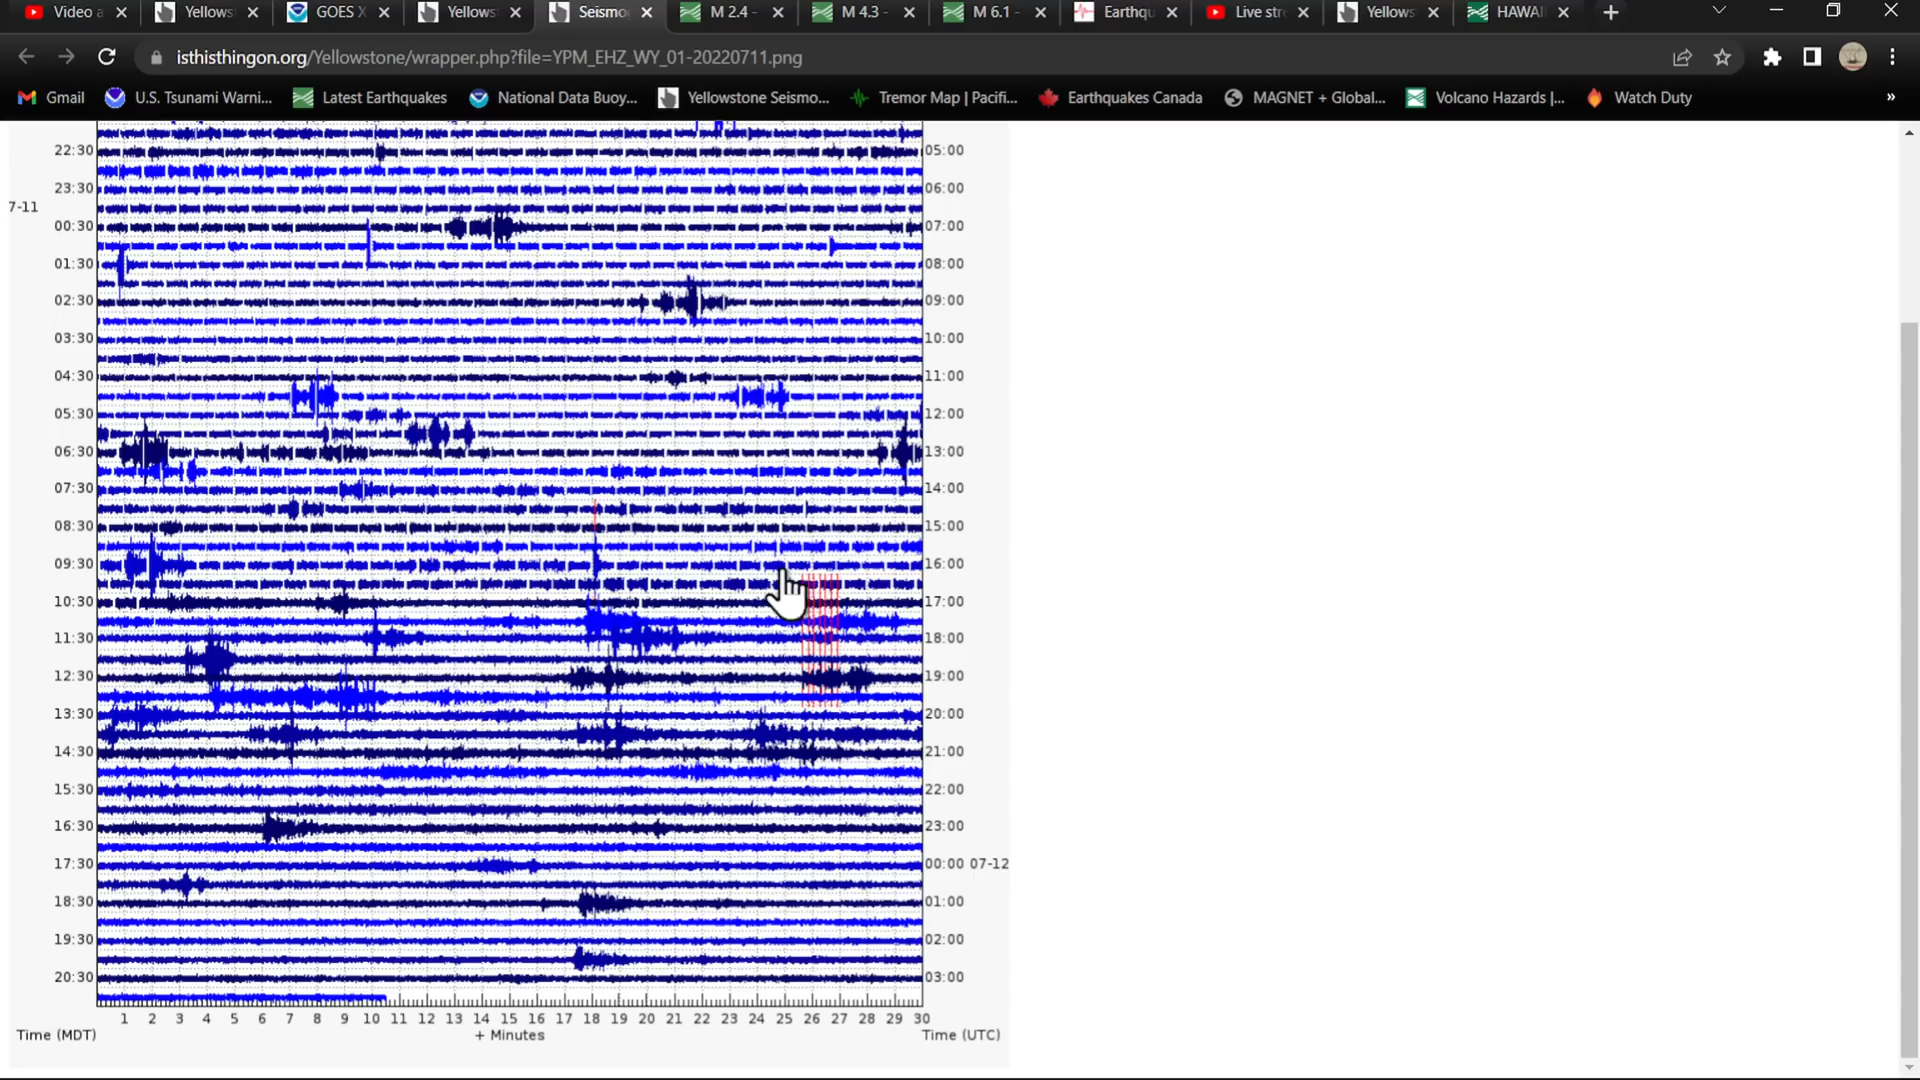 Video a
Yellows
GOES X
Yellows
Seismo
M 2.4 -
M 4.3 -
M 6.1 -
Earthqu
Live str
Yellows
HAWAI
isthisthingon.org/Yellowstone/wrapper.php?file=YPM_EHZ_WY_01-20220711.png
Gmail
U.S. Tsunami Warni...
Latest Earthquakes
National Data Buoy...
Yellowstone Seismo...
Tremor Map | Pacifi...
Earthquakes Canada
MAGNET + Global...
Volcano Hazards |...
Watch Duty
»
22:30 05:00
23:30 06:00
7-11
00:30 07:00
01:30 08:00
02:30 09:00
03:30 10:00
04:30 11:00
05:30 12:00
06:30 13:00
07:30 14:00
08:30 15:00
09:30 16:00
10:30 17:00
11:30 18:00
12:30 19:00
13:30 20:00
14:30 21:00
15:30 22:00
16:30 23:00
17:30 00:00 07-12
18:30 01:00
19:30 02:00
20:30 03:00
1 2 3 4 5 6 7 8 9 10 11 12 13 14 15 16 17 18 19 20 21 22 23 24 25 26 27 28 29 30
Time (MDT) + Minutes Time (UTC)